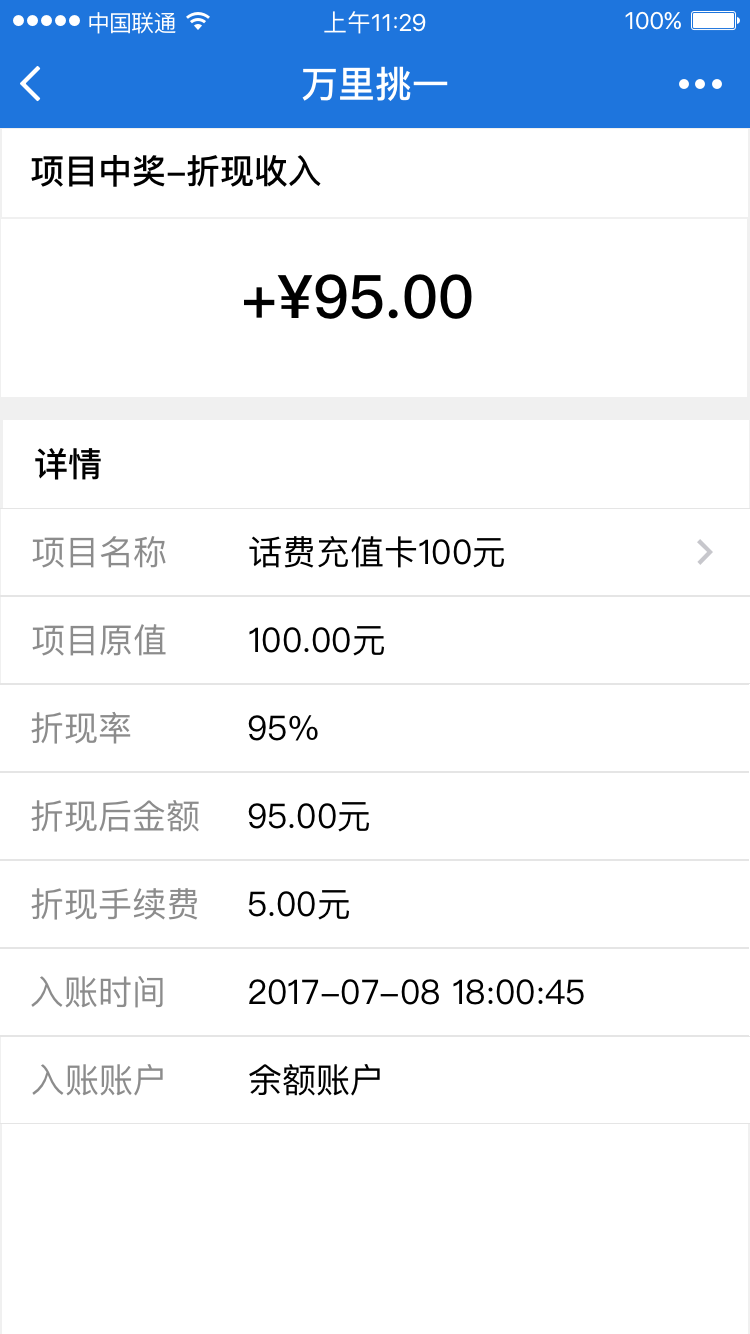 中国联通 上午11:29 100%
万里挑一
项目中奖–折现收入
+¥95.00
详情
项目名称 话费充值卡100元
项目原值 100.00元
折现率 95%
折现后金额 95.00元
折现手续费 5.00元
入账时间 2017–07–08 18:00:45
入账账户 余额账户